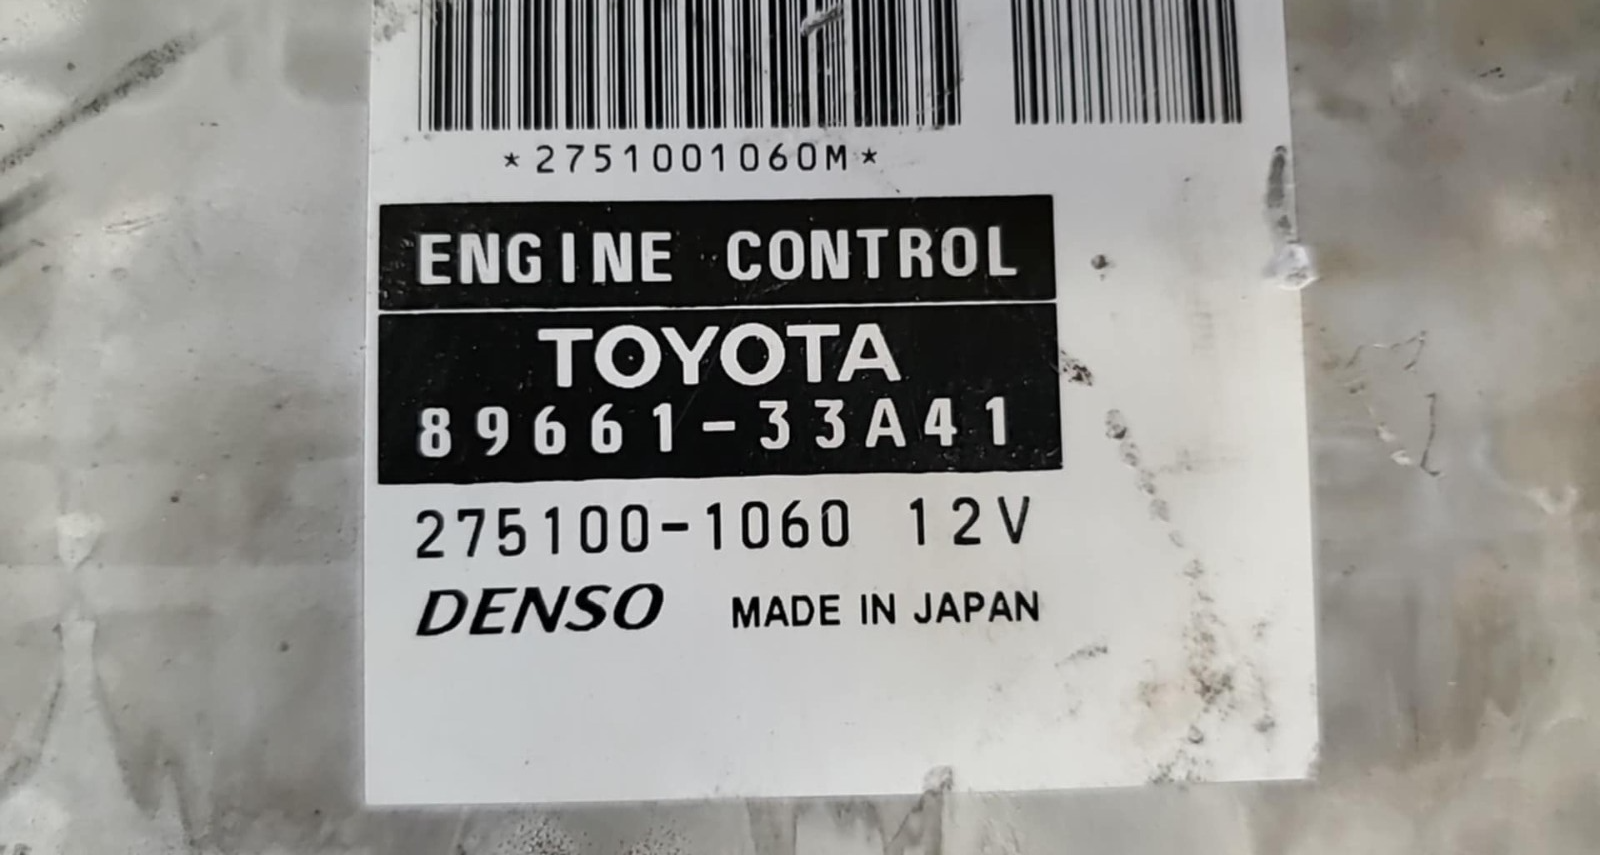 *2751001060M*
ENGINE CONTROL
TOYOTA
89661-33A41
275100-1060 12V
DENSO MADE IN JAPAN